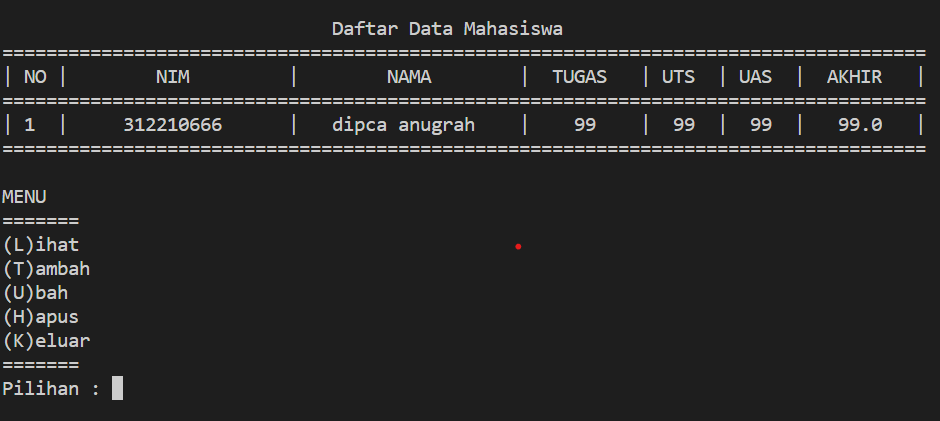 Daftar Data Mahasiswa
====================================================================================
| NO |        NIM         |        NAMA        |  TUGAS   | UTS  | UAS  |  AKHIR   |
====================================================================================
| 1  |     312210666      |   dipca anugrah    |    99    |  99  |  99  |   99.0   |
====================================================================================
MENU
=======
(L)ihat
(T)ambah
(U)bah
(H)apus
(K)eluar
=======
Pilihan :